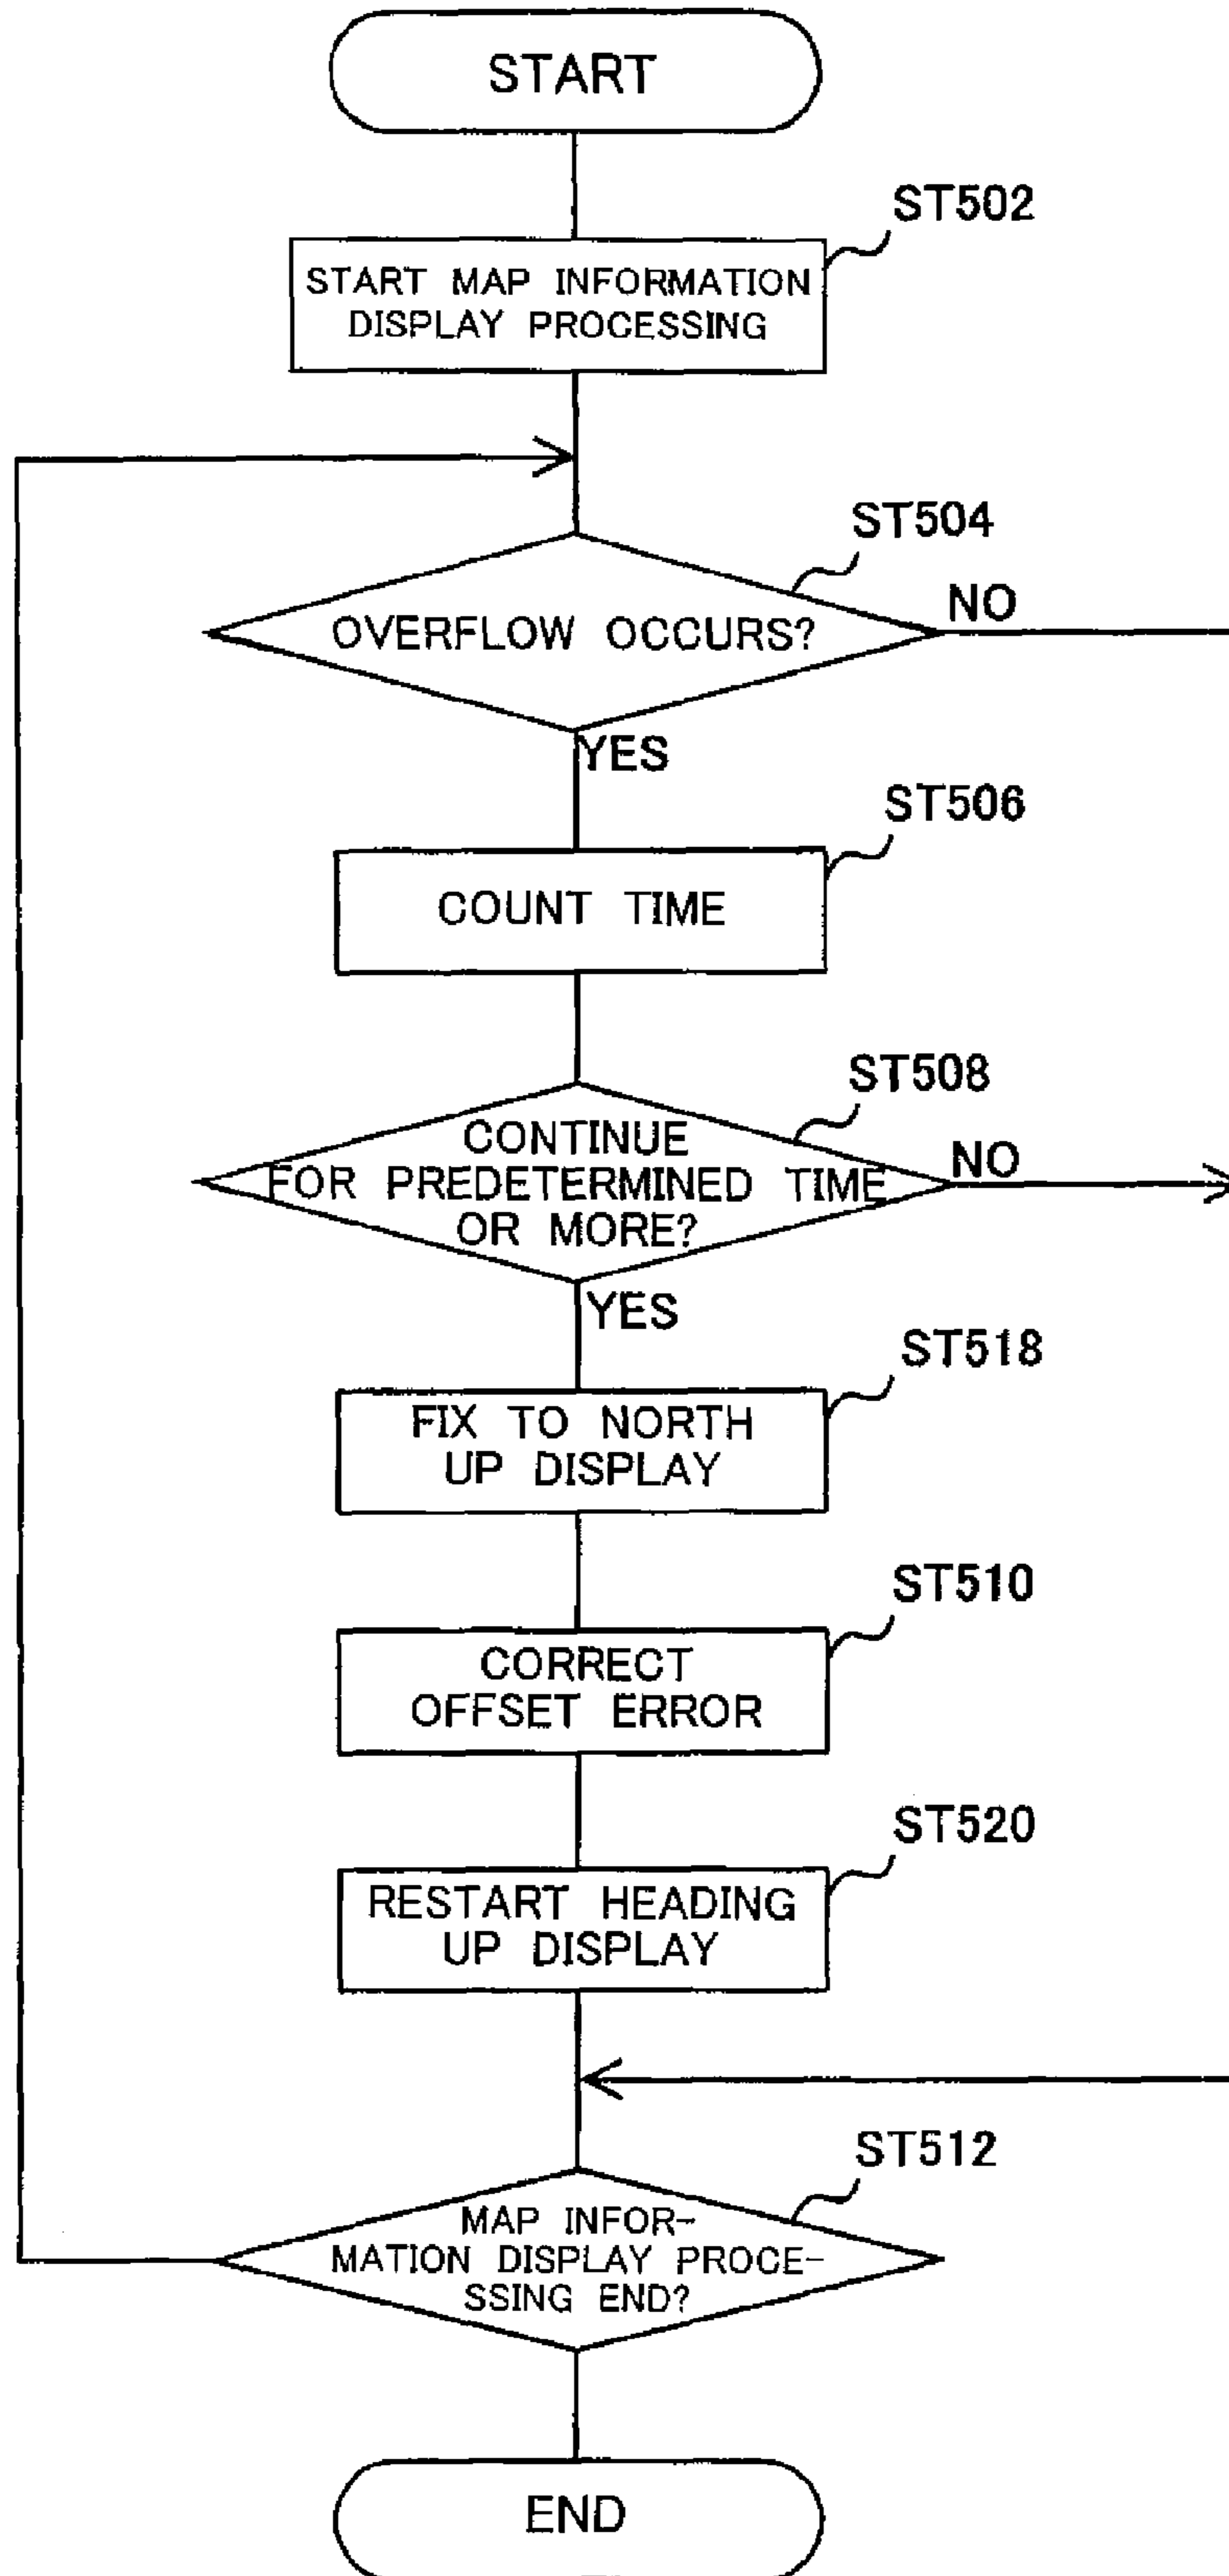 START
ST502
START MAP INFORMATION
DISPLAY PROCESSING
ST504
OVERFLOW OCCURS?
NO
YES
ST506
COUNT TIME
ST508
CONTINUE
FOR PREDETERMINED TIME
OR MORE?
NO
YES
ST518
FIX TO NORTH
UP DISPLAY
ST510
CORRECT
OFFSET ERROR
ST520
RESTART HEADING
UP DISPLAY
ST512
MAP INFOR-
MATION DISPLAY PROCE-
SSING END?
END